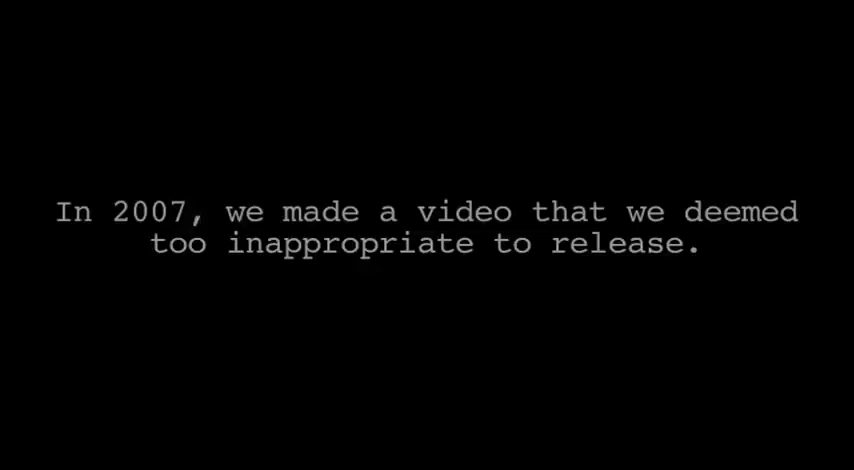 In 2007, we made a video that we deemed
too inappropriate to release.